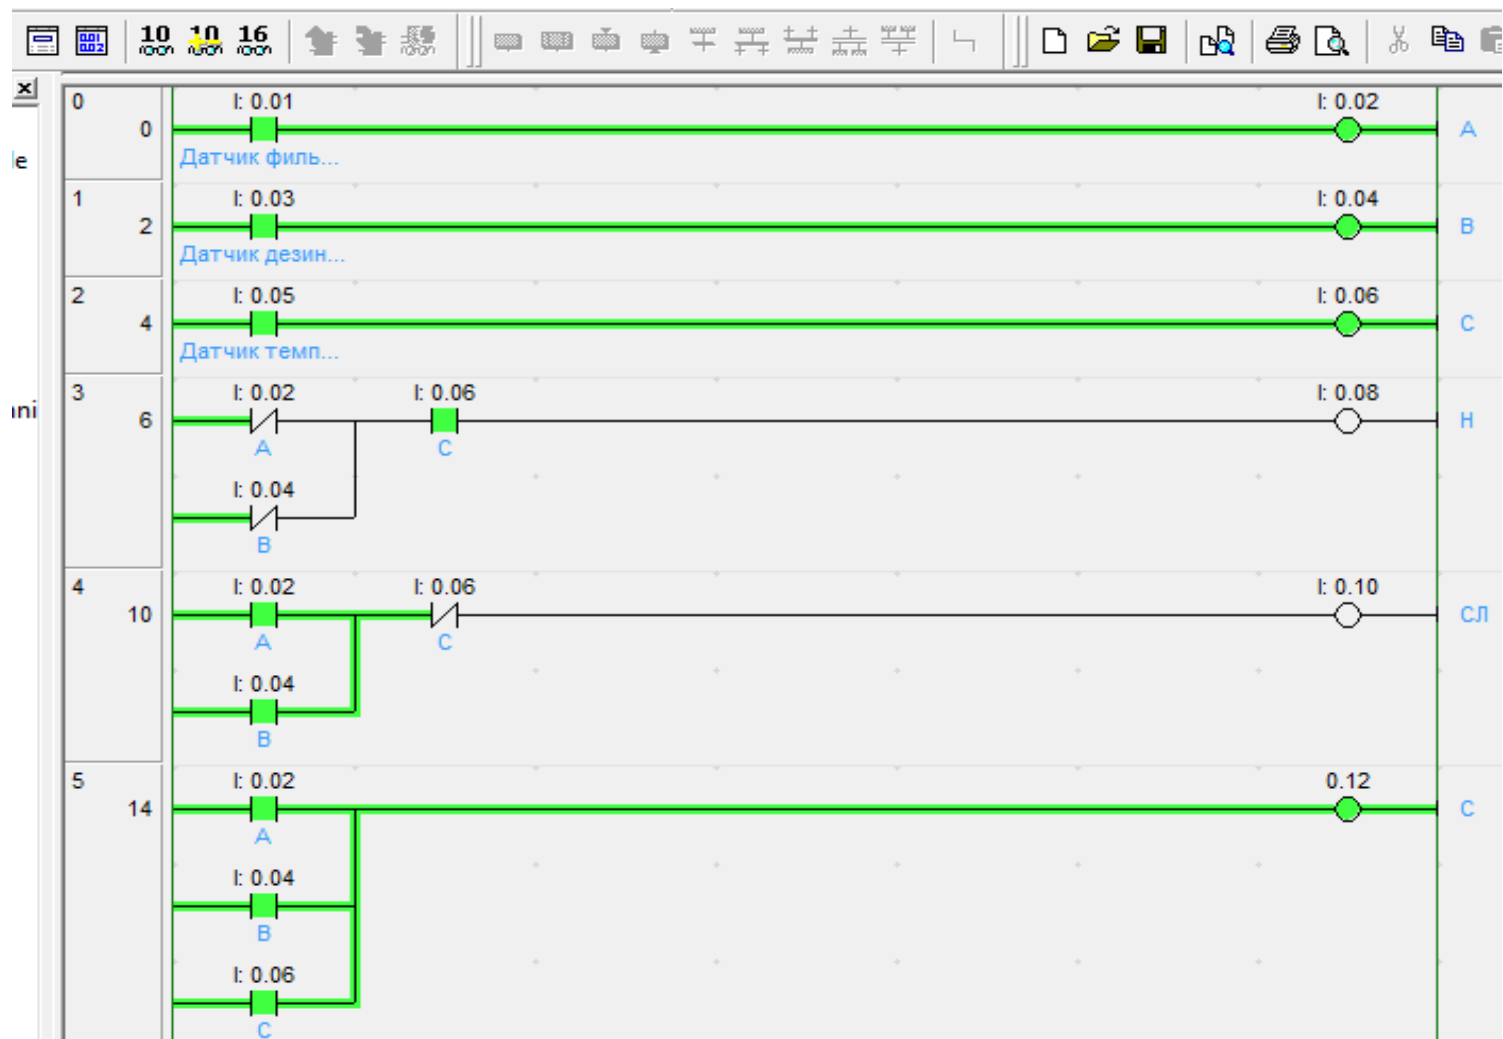 10 10 16
le
ani
0 I: 0.01 I: 0.02
0 A
Датчик филь...
1 I: 0.03 I: 0.04
2 B
Датчик дезин...
2 I: 0.05 I: 0.06
4 C
Датчик темп...
3 I: 0.02 I: 0.06 I: 0.08
6 Н
A C
I: 0.04
B
4 I: 0.02 I: 0.06 I: 0.10
10 СЛ
A C
I: 0.04
B
5 I: 0.02 0.12
14 С
A
I: 0.04
B
I: 0.06
C